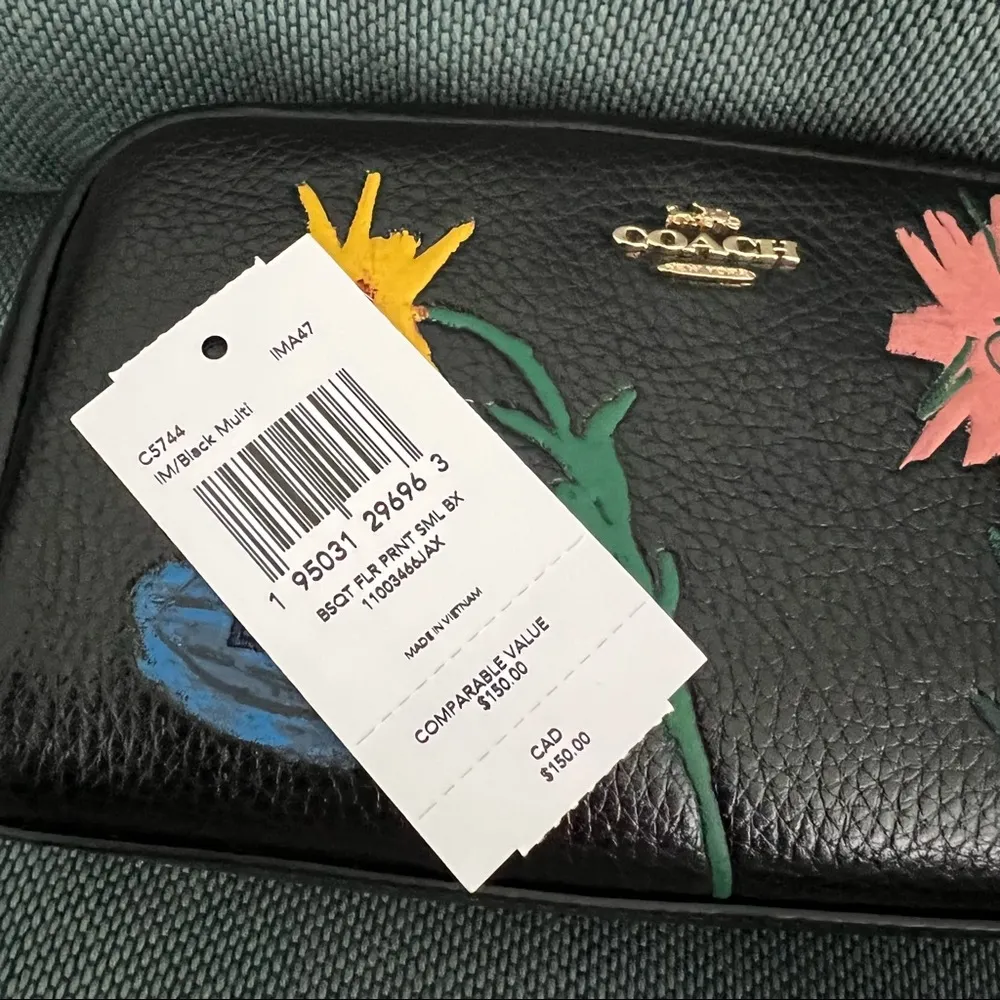 COACH
NEW YORK
IMA47
C5744
IM/Black Multi
1 95031 29696 3
BSQT FLR PRNT SML BX
11003466JAX
MADE IN VIETNAM
COMPARABLE VALUE
$150.00
CAD
$150.00